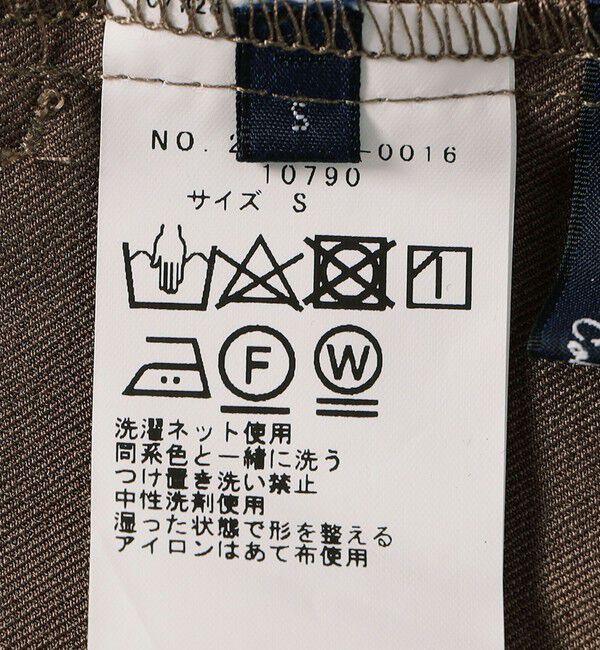 S
NO. 2 -0016
10790
サイズ S
F W
洗濯ネット使用
同系色と一緒に洗う
つけ置き洗い禁止
中性洗剤使用
湿った状態で形を整える
アイロンはあて布使用